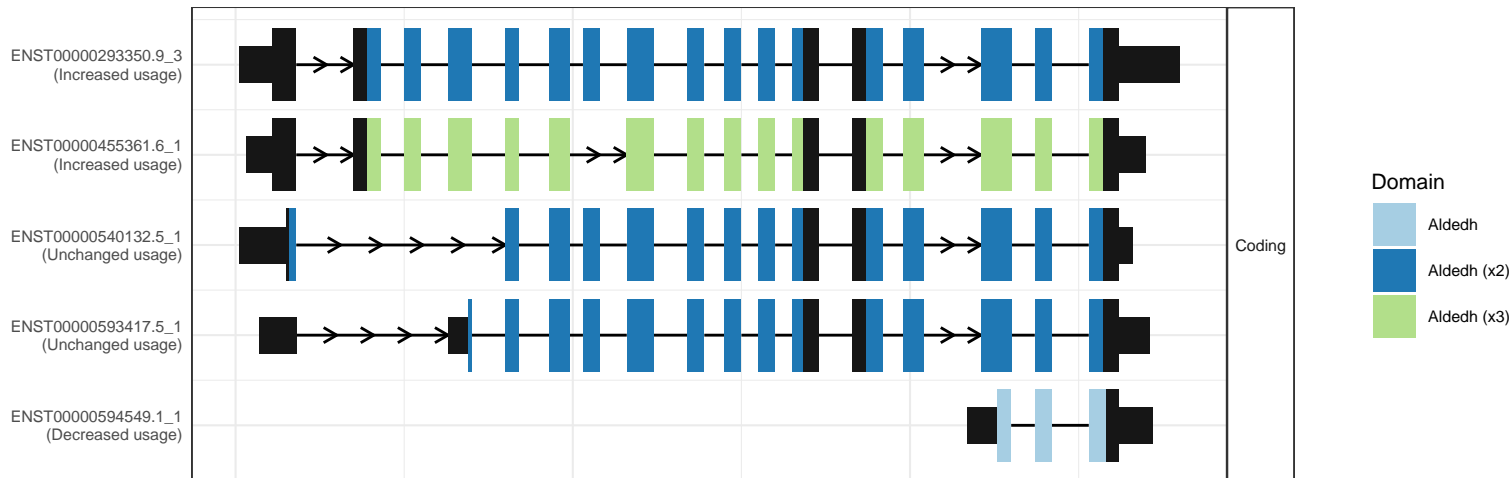 ENST00000293350.9_3
(Increased usage)
ENST00000455361.6_1
(Increased usage)
ENST00000540132.5_1
(Unchanged usage)
ENST00000593417.5_1
(Unchanged usage)
ENST00000594549.1_1
(Decreased usage)
Coding
Domain
Aldedh
Aldedh (x2)
Aldedh (x3)